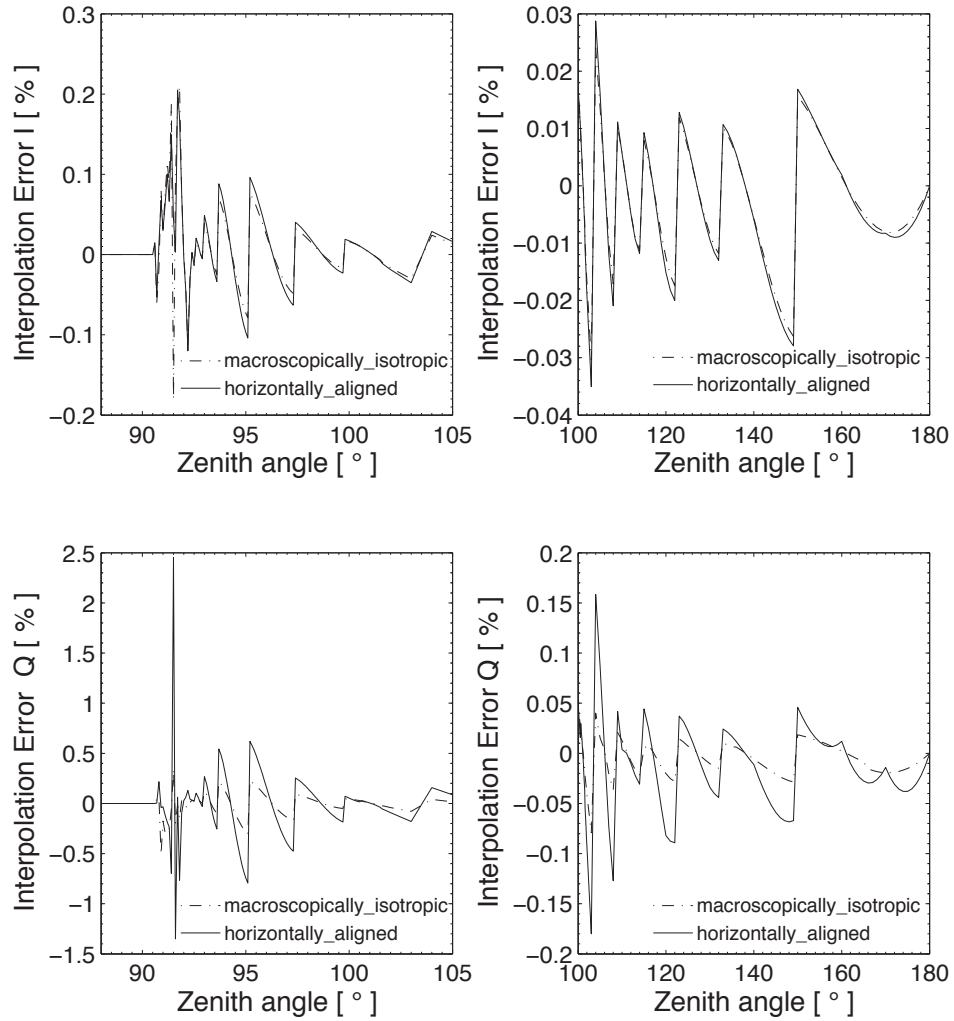 0.3
0.2
0.1
0
−0.1
−0.2
Interpolation Error I [ % ]
macroscopically_isotropic
horizontally_aligned
90 95 100 105
Zenith angle [ ° ]
0.03
0.02
0.01
0
−0.01
−0.02
−0.03
−0.04
Interpolation Error I [ % ]
macroscopically_isotropic
horizontally_aligned
100 120 140 160 180
Zenith angle [ ° ]
2.5
2
1.5
1
0.5
0
−0.5
−1
−1.5
Interpolation Error Q [ % ]
macroscopically_isotropic
horizontally_aligned
90 95 100 105
Zenith angle [ ° ]
0.2
0.15
0.1
0.05
0
−0.05
−0.1
−0.15
−0.2
Interpolation Error Q [ % ]
macroscopically_isotropic
horizontally_aligned
100 120 140 160 180
Zenith angle [ ° ]